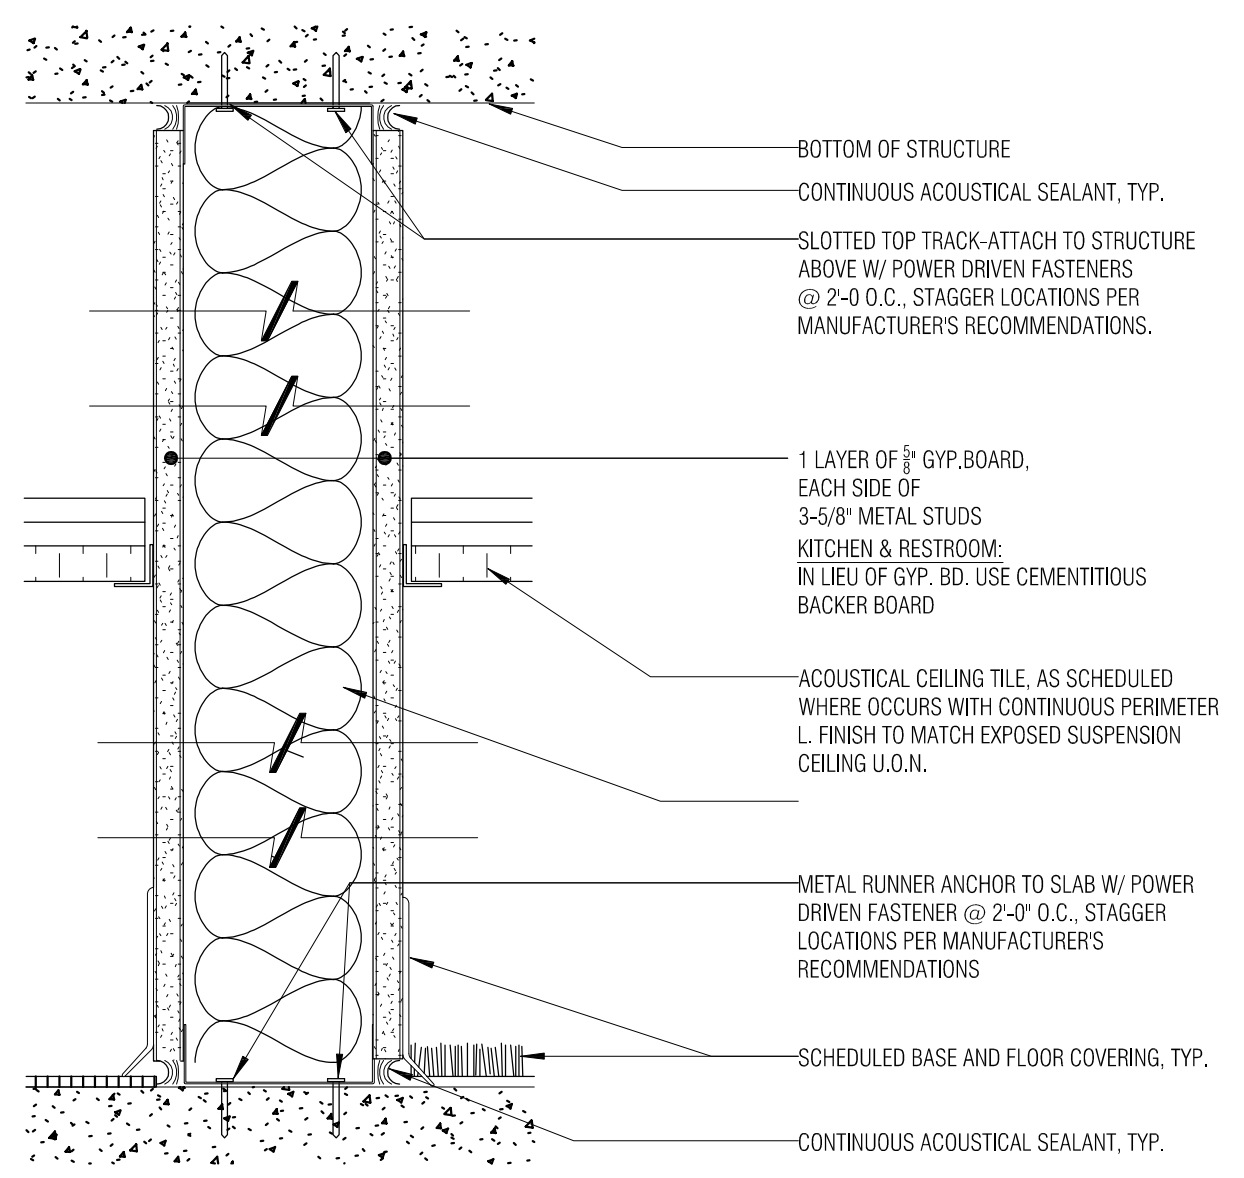 BOTTOM OF STRUCTURE
CONTINUOUS ACOUSTICAL SEALANT, TYP.
SLOTTED TOP TRACK-ATTACH TO STRUCTURE
ABOVE W/ POWER DRIVEN FASTENERS
@ 2'-0 O.C., STAGGER LOCATIONS PER
MANUFACTURER'S RECOMMENDATIONS.
1 LAYER OF 5/8" GYP.BOARD,
EACH SIDE OF
3-5/8" METAL STUDS
KITCHEN & RESTROOM:
IN LIEU OF GYP. BD. USE CEMENTITIOUS
BACKER BOARD
ACOUSTICAL CEILING TILE, AS SCHEDULED
WHERE OCCURS WITH CONTINUOUS PERIMETER
L. FINISH TO MATCH EXPOSED SUSPENSION
CEILING U.O.N.
METAL RUNNER ANCHOR TO SLAB W/ POWER
DRIVEN FASTENER @ 2'-0" O.C., STAGGER
LOCATIONS PER MANUFACTURER'S
RECOMMENDATIONS
SCHEDULED BASE AND FLOOR COVERING, TYP.
CONTINUOUS ACOUSTICAL SEALANT, TYP.